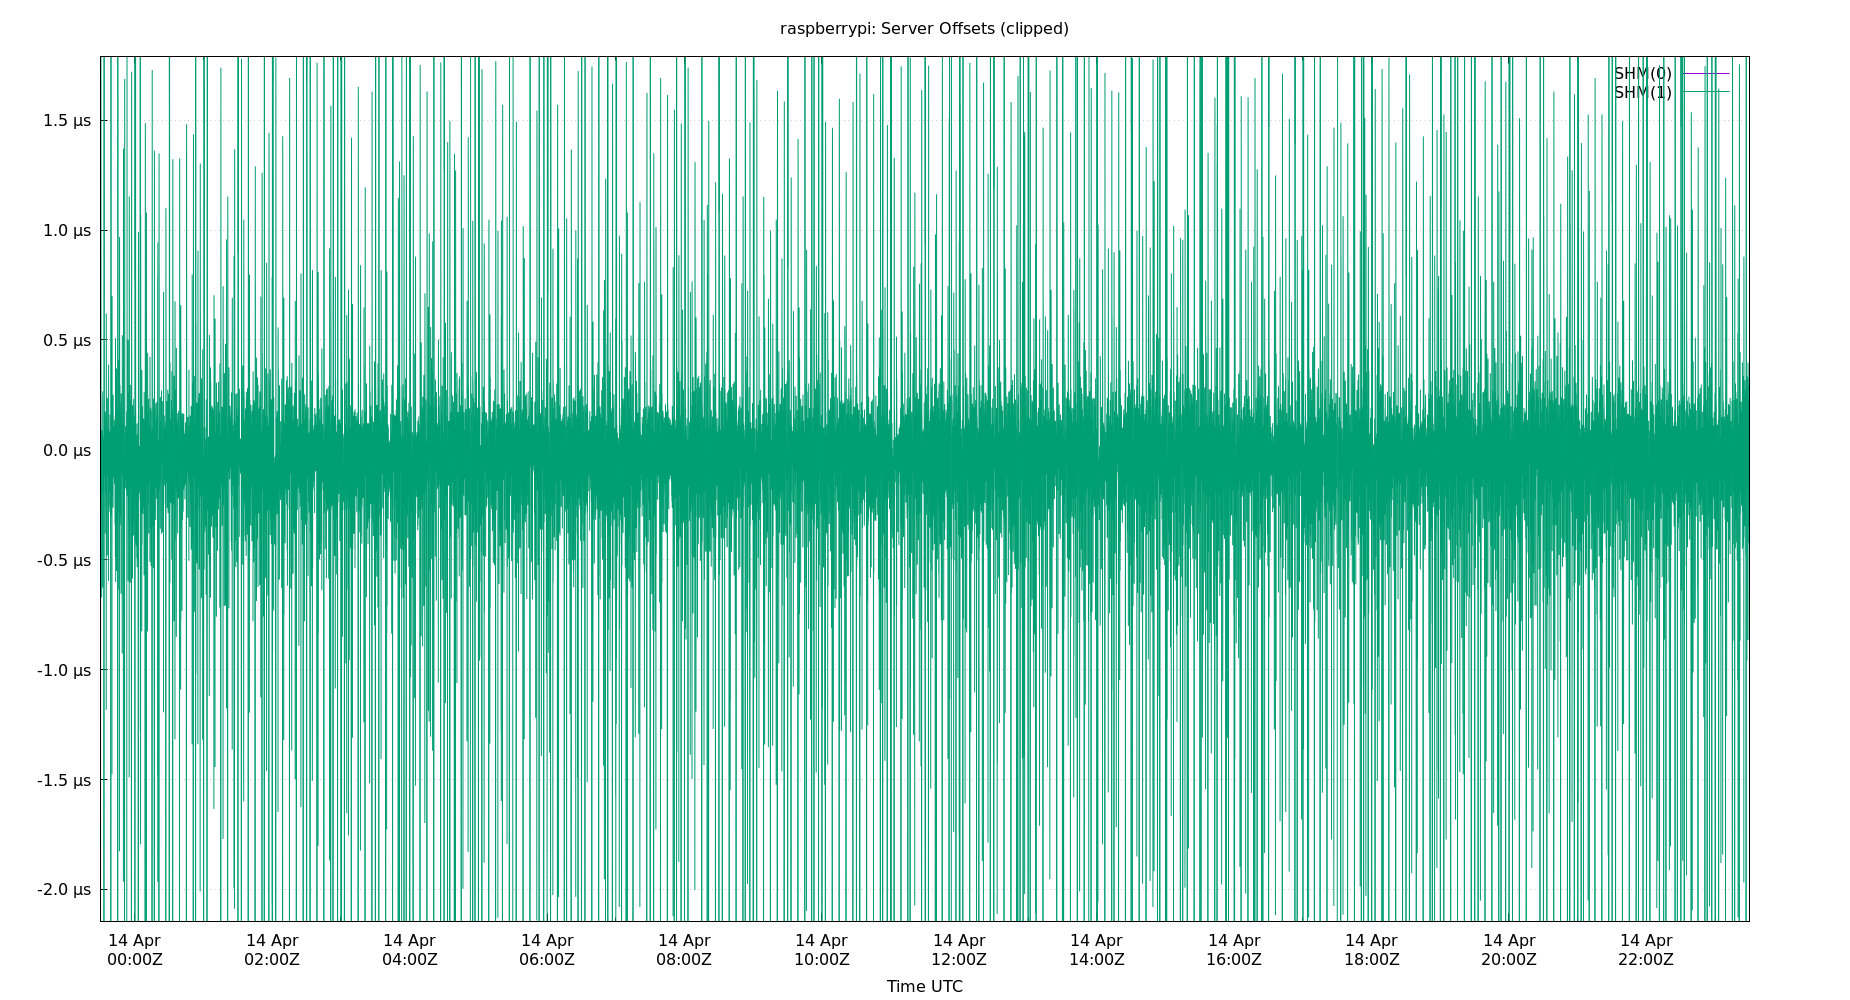 raspberrypi: Server Offsets (clipped)
SHM(0)
SHM(1)
1.5 µs
1.0 µs
0.5 µs
0.0 µs
-0.5 µs
-1.0 µs
-1.5 µs
-2.0 µs
14 Apr 14 Apr 14 Apr 14 Apr 14 Apr 14 Apr 14 Apr 14 Apr 14 Apr 14 Apr 14 Apr 14 Apr
00:00Z 02:00Z 04:00Z 06:00Z 08:00Z 10:00Z 12:00Z 14:00Z 16:00Z 18:00Z 20:00Z 22:00Z
Time UTC